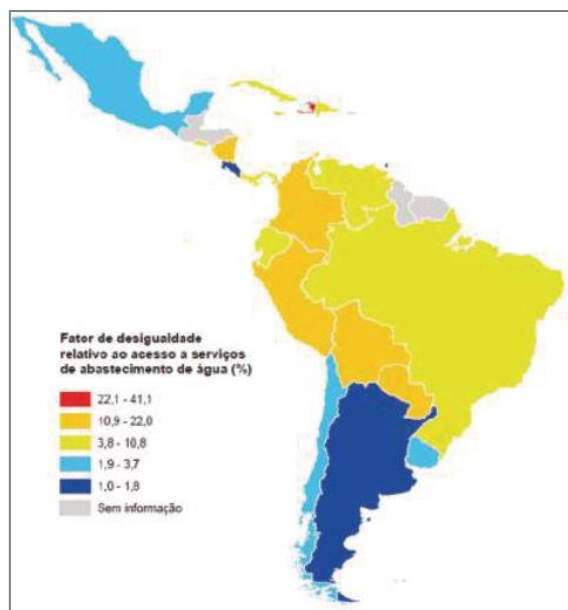 Fator de desigualdade
relativo ao acesso a serviços
de abastecimento de água (%)
22,1 - 41,1
10,9 - 22,0
3,8 - 10,8
1,9 - 3,7
1,0 - 1,8
Sem informação